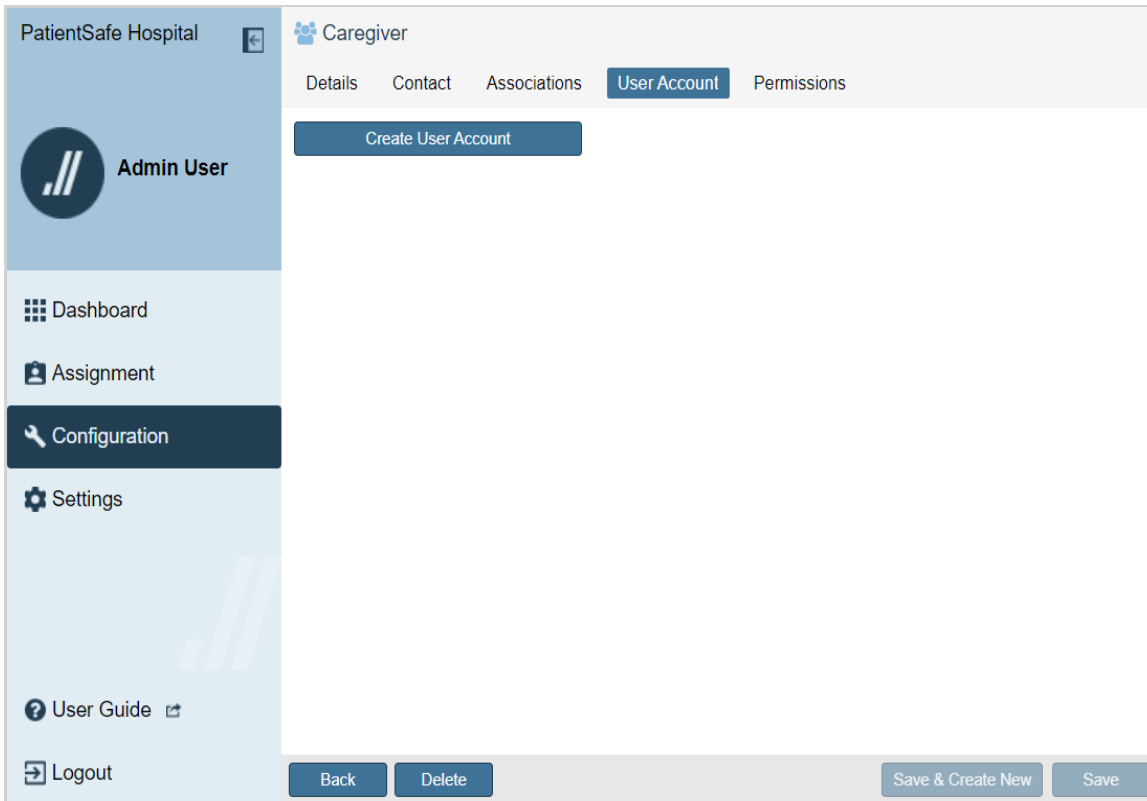 PatientSafe Hospital
Admin User
Dashboard
Assignment
Configuration
Settings
User Guide
Logout
Caregiver
Details Contact Associations User Account Permissions
Create User Account
Back Delete Save & Create New Save